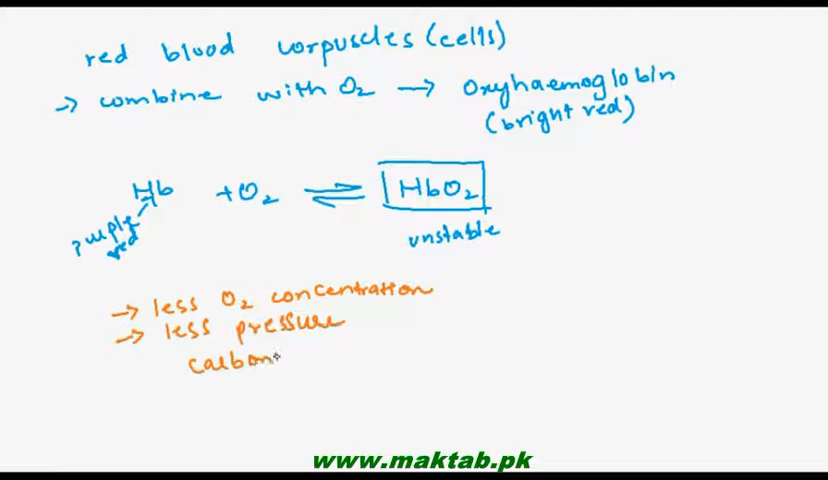 red blood corpuscles (cells)
→ combine with O₂ → Oxyhaemoglobin
(bright red)
Hb + O₂ ⇌ HbO₂
purple
red
unstable
→ less O₂ concentration
→ less pressure
carbon
www.maktab.pk